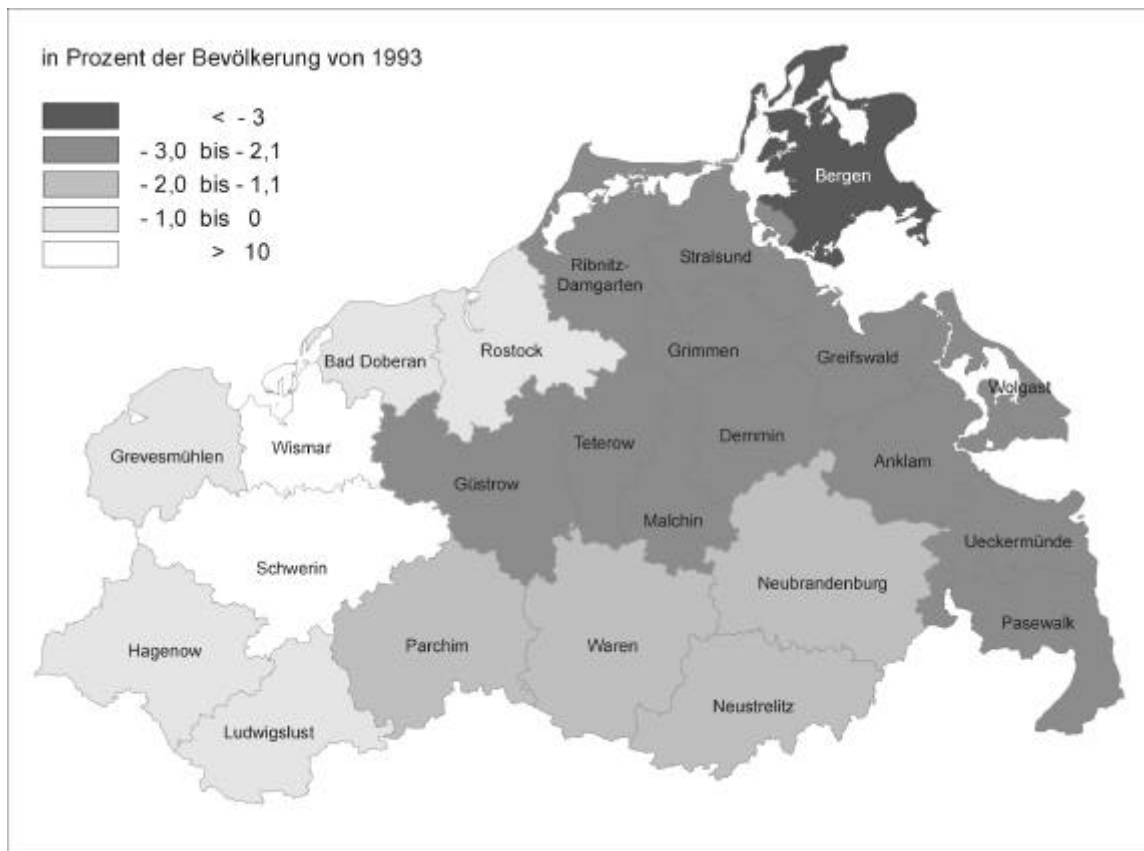 in Prozent der Bevölkerung von 1993
< - 3
- 3,0 bis - 2,1
- 2,0 bis - 1,1
- 1,0 bis 0
> 10
Bergen
Stralsund
Ribnitz-
Damgarten
Rostock
Grimmen
Greifswald
Bad Doberan
Wolgast
Wismar
Grevesmühlen
Teterow
Demmin
Anklam
Güstrow
Malchin
Ueckermünde
Schwerin
Neubrandenburg
Pasewalk
Hagenow
Parchim
Waren
Neustrelitz
Ludwigslust